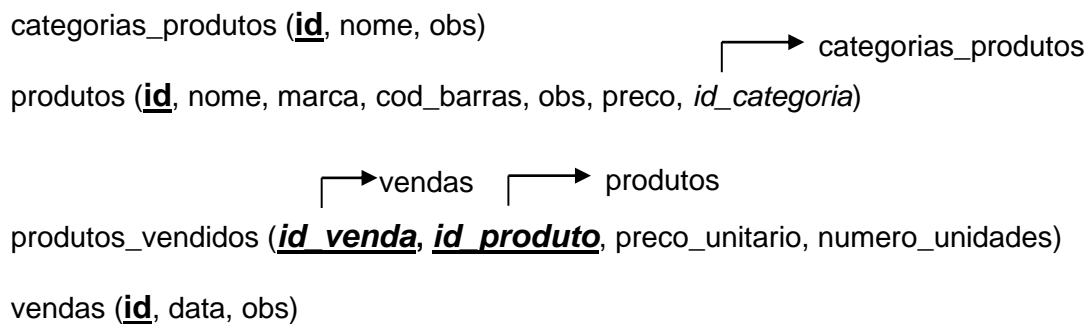 categorias_produtos (id, nome, obs)
categorias_produtos
produtos (id, nome, marca, cod_barras, obs, preco, id_categoria)
vendas produtos
produtos_vendidos (id_venda, id_produto, preco_unitario, numero_unidades)
vendas (id, data, obs)